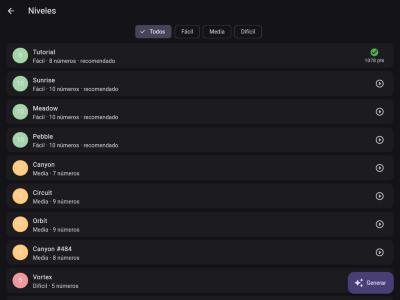 Niveles
Todos
Fácil
Media
Difícil
Tutorial
Fácil · 8 números · recomendado
1078 pts
Sunrise
Fácil · 10 números · recomendado
Meadow
Fácil · 10 números · recomendado
Pebble
Fácil · 10 números · recomendado
Canyon
Media · 7 números
Circuit
Media · 9 números
Orbit
Media · 9 números
Canyon #484
Media · 8 números
Vortex
Difícil · 5 números
Generar